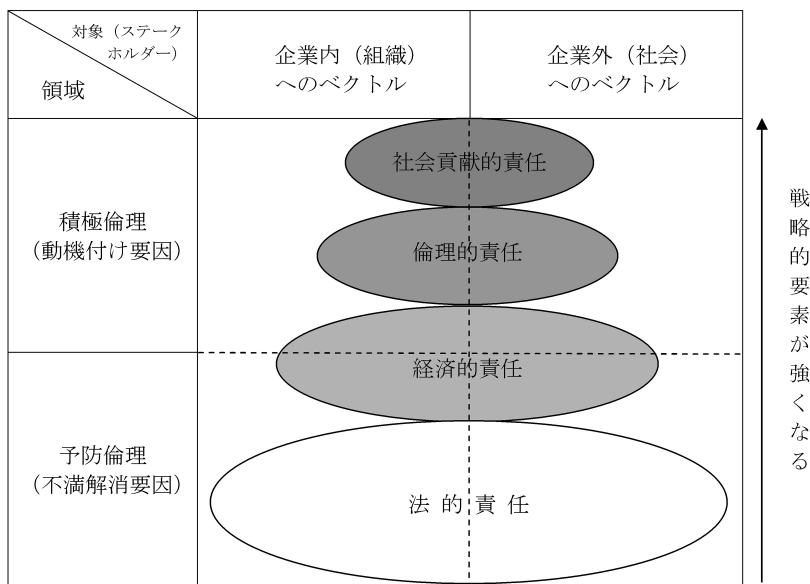 対象（ステーク
ホルダー）
領域
企業内（組織）
へのベクトル
企業外（社会）
へのベクトル
積極倫理
（動機付け要因）
予防倫理
（不満解消要因）
社会貢献的責任
倫理的責任
経済的責任
法的責任
戦略的要素が強くなる